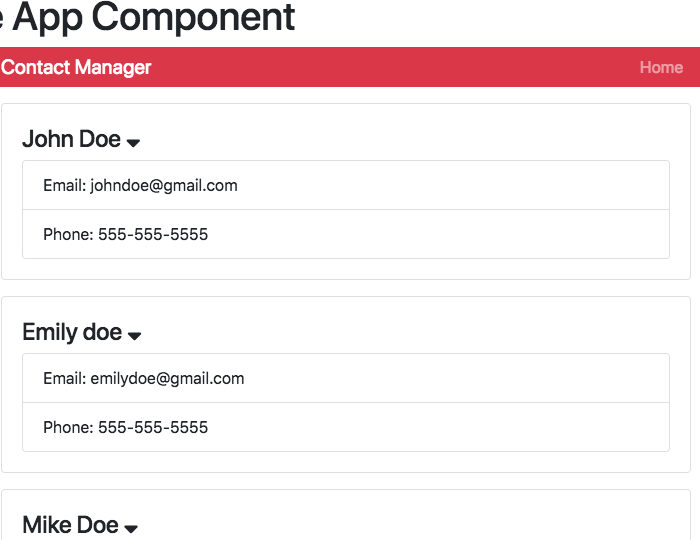 e App Component
Contact Manager
Home
John Doe
Email: johndoe@gmail.com
Phone: 555-555-5555
Emily doe
Email: emilydoe@gmail.com
Phone: 555-555-5555
Mike Doe